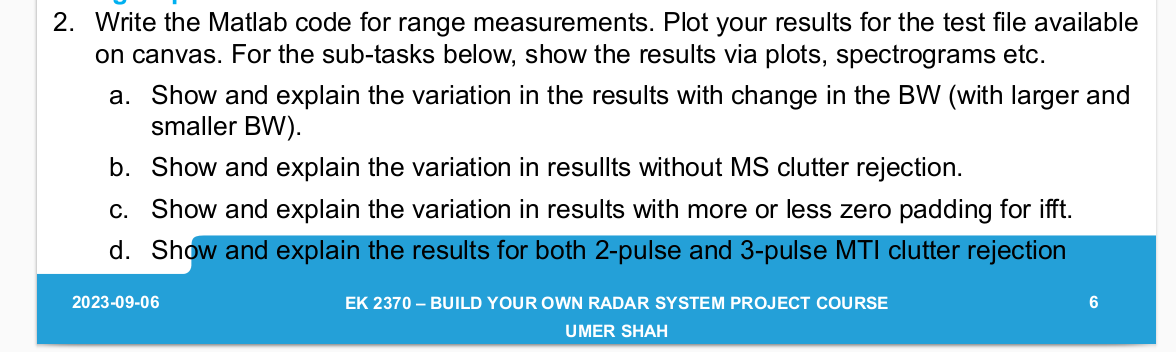 2. Write the Matlab code for range measurements. Plot your results for the test file available
on canvas. For the sub-tasks below, show the results via plots, spectrograms etc.
a. Show and explain the variation in the results with change in the BW (with larger and
smaller BW).
b. Show and explain the variation in resullts without MS clutter rejection.
c. Show and explain the variation in results with more or less zero padding for ifft.
d. Show and explain the results for both 2-pulse and 3-pulse MTI clutter rejection
2023-09-06 EK 2370 – BUILD YOUR OWN RADAR SYSTEM PROJECT COURSE 6
UMER SHAH